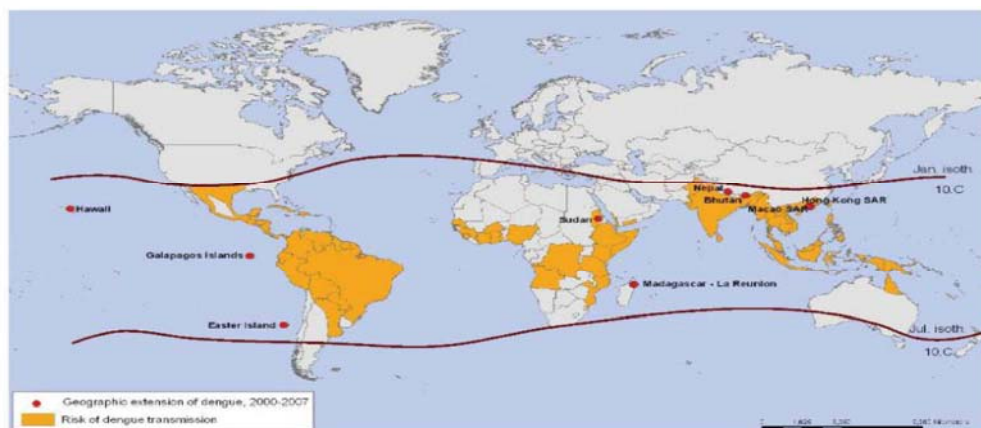 Jan. isoth.
10.C
Nepal
Bhutan
Hong Kong SAR
Macao SAR
Hawaii
Sudan
Galapagos Islands
Madagascar - La Reunion
Easter Island
Jul. isoth.
10.C
Geographic extension of dengue, 2000-2007
Risk of dengue transmission
0